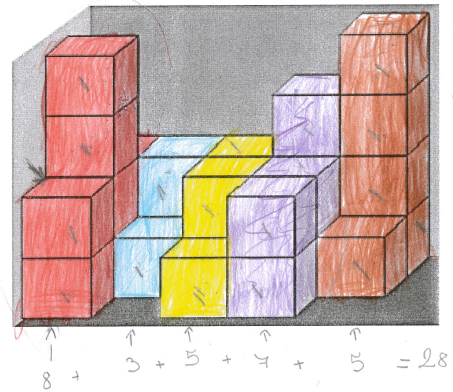 8 + 3 + 5 + 7 + 5 = 28